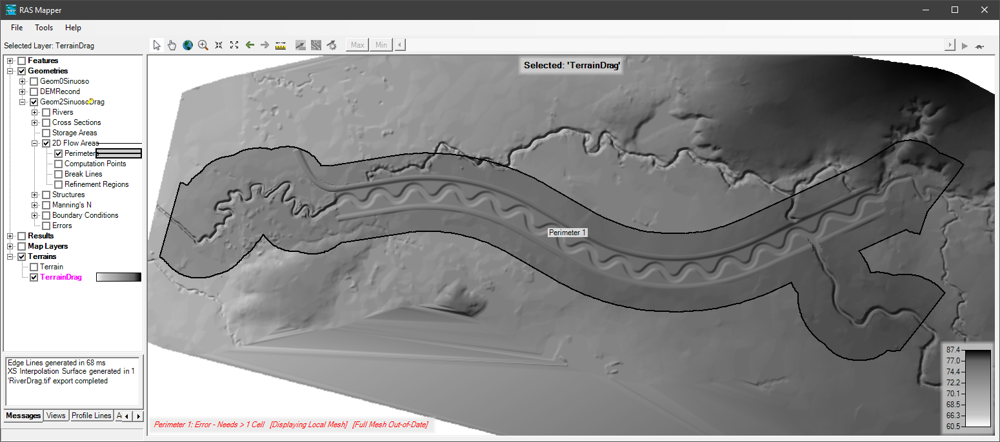 RAS Mapper
File Tools Help
Selected Layer: TerrainDrag
Max Min
Features
Geometries
Geom0Sinuoso
DEMRecond
Geom2SinuosoDrag
Rivers
Cross Sections
Storage Areas
2D Flow Areas
Perimeters
Computation Points
Break Lines
Refinement Regions
Structures
Manning's N
Boundary Conditions
Errors
Results
Map Layers
Terrains
Terrain
TerrainDrag
Edge Lines generated in 68 ms
XS Interpolation Surface generated in 1
'RiverDrag.tif' export completed
Messages Views Profile Lines
Selected: 'TerrainDrag'
Perimeter 1
87.4
77.0
74.4
72.2
70.1
68.5
66.3
60.5
Perimeter 1: Error - Needs > 1 Cell [Displaying Local Mesh] [Full Mesh Out-of-Date]